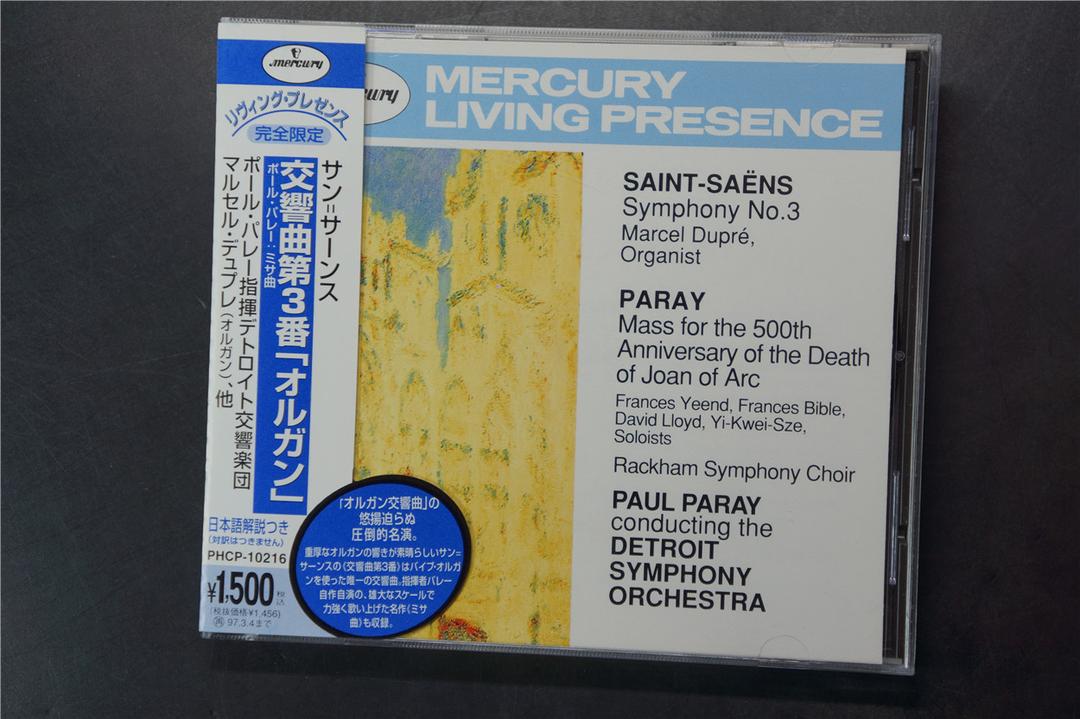 mercury
リヴィング・プレゼンス
完全限定
サン=サーンス
交響曲第3番「オルガン」
ポール・パレー:ミサ曲
ポール・パレー指揮デトロイト交響楽団
マルセル・デュプレ(オルガン)、他
日本語解説つき
(対訳はつきません)
PHCP-10216
¥1,500税込
(税抜価格¥1,456)
再 97.3.4まで
「オルガン交響曲」の
悠揚迫らぬ
圧倒的名演。
重厚なオルガンの響きが素晴らしいサン=
サーンスの《交響曲第3番》はパイプ・オルガ
ンを使った唯一の交響曲。指揮者パレー
自作自演の、雄大なスケールで
力強く歌い上げた名作《ミサ
曲》も収録。
ury
MERCURY
LIVING PRESENCE
SAINT-SAËNS
Symphony No.3
Marcel Dupré,
Organist
PARAY
Mass for the 500th
Anniversary of the Death
of Joan of Arc
Frances Yeend, Frances Bible,
David Lloyd, Yi-Kwei-Sze,
Soloists
Rackham Symphony Choir
PAUL PARAY
conducting the
DETROIT
SYMPHONY
ORCHESTRA